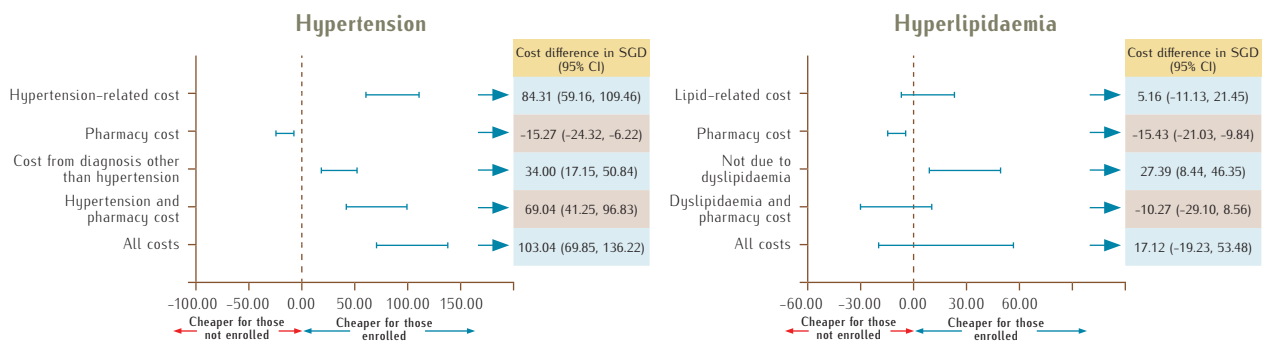 Hypertension
Cost difference in SGD
(95% CI)
Hypertension-related cost
84.31 (59.16, 109.46)
Pharmacy cost
-15.27 (-24.32, -6.22)
Cost from diagnosis other
than hypertension
34.00 (17.15, 50.84)
Hypertension and
pharmacy cost
69.04 (41.25, 96.83)
All costs
103.04 (69.85, 136.22)
-100.00 -50.00 0.00 50.00 100.00 150.00
Cheaper for those
not enrolled
Cheaper for those
enrolled
Hyperlipidaemia
Cost difference in SGD
(95% CI)
Lipid-related cost
5.16 (-11.13, 21.45)
Pharmacy cost
-15.43 (-21.03, -9.84)
Not due to
dyslipidaemia
27.39 (8.44, 46.35)
Dyslipidaemia and
pharmacy cost
-10.27 (-29.10, 8.56)
All costs
17.12 (-19.23, 53.48)
-60.00 -30.00 0.00 30.00 60.00
Cheaper for those
not enrolled
Cheaper for those
enrolled